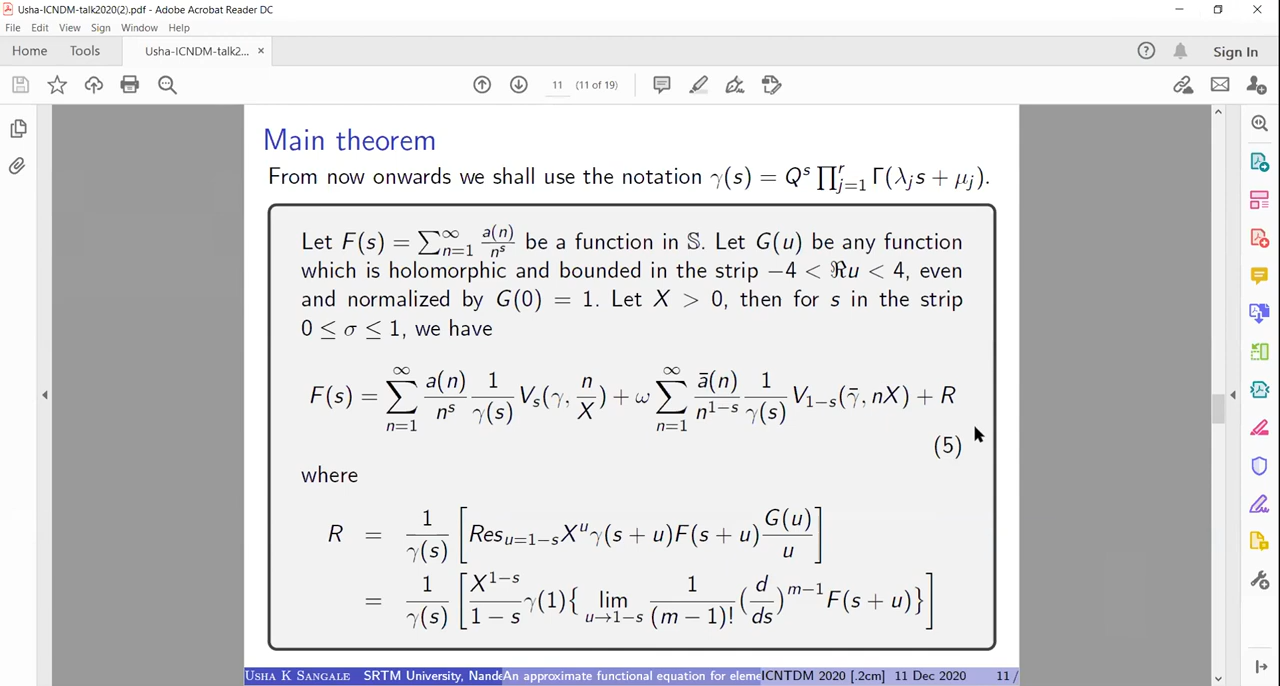 Usha-ICNDM-talk2020(2).pdf - Adobe Acrobat Reader DC
File Edit View Sign Window Help
Home Tools Usha-ICNDM-talk2... × Sign In
11 (11 of 19)
Main theorem
From now onwards we shall use the notation γ(s) = Q^s ∏_{j=1}^r Γ(λ_j s + μ_j).
Let F(s) = ∑_{n=1}^∞ a(n)/n^s be a function in 𝕊. Let G(u) be any function
which is holomorphic and bounded in the strip −4 < ℜu < 4, even
and normalized by G(0) = 1. Let X > 0, then for s in the strip
0 ≤ σ ≤ 1, we have
F(s) = ∑_{n=1}^∞ a(n)/n^s 1/γ(s) V_s(γ, n/X) + ω ∑_{n=1}^∞ ā(n)/n^{1−s} 1/γ(s) V_{1−s}(γ̄, nX) + R
(5)
where
R = 1/γ(s) [Res_{u=1−s} X^u γ(s + u)F(s + u) G(u)/u]
= 1/γ(s) [X^{1−s}/(1−s) γ(1){ lim_{u→1−s} 1/(m−1)! (d/ds)^{m−1} F(s + u)}]
Usha K Sangale SRTM University, Nande An approximate functional equation for eleme ICNTDM 2020 [.2cm] 11 Dec 2020 11 /